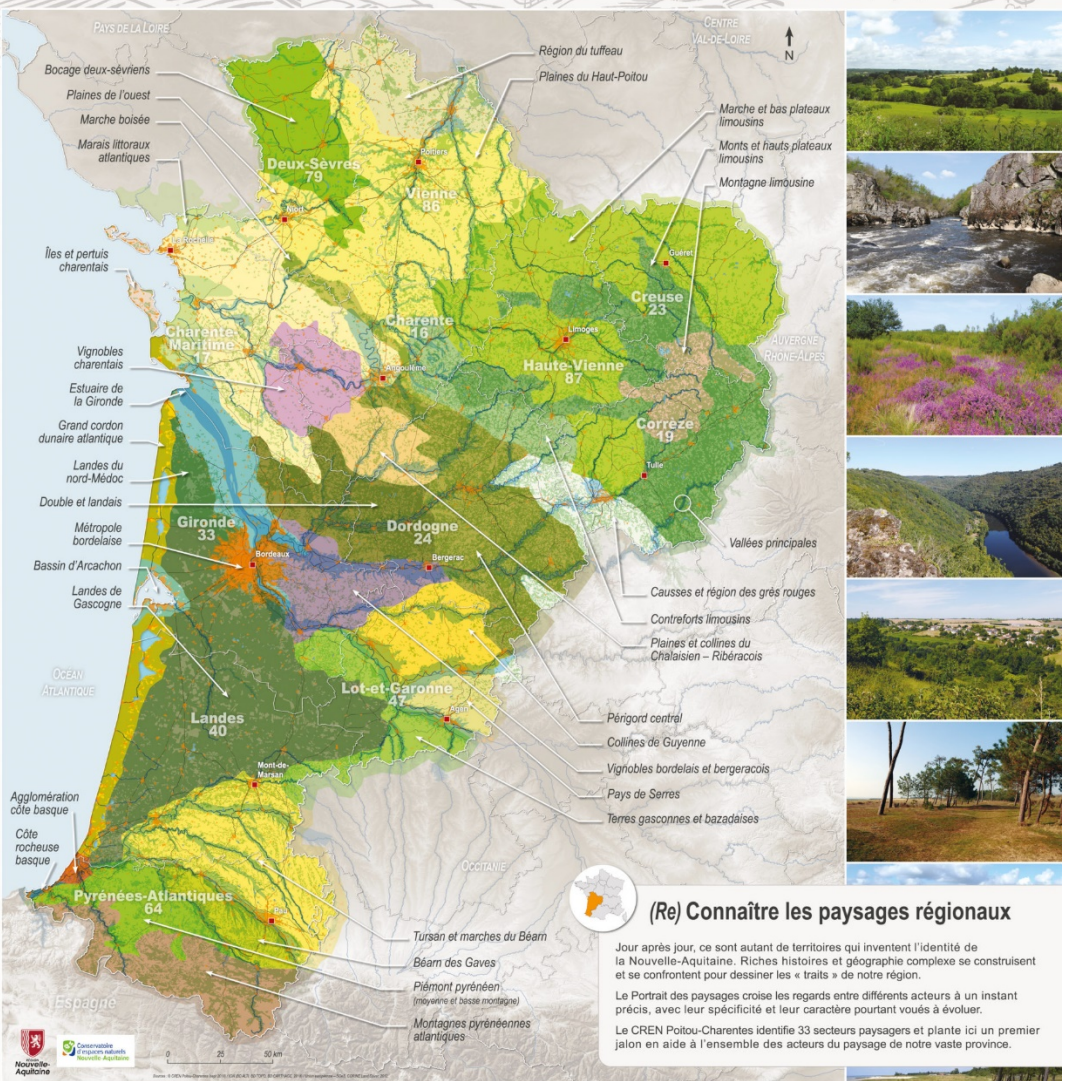 PAYS DE LA LOIRE
CENTRE
VAL-DE-LOIRE
N
Région du tuffeau
Plaines du Haut-Poitou
Bocage deux-sévriens
Plaines de l'ouest
Marche boisée
Marais littoraux
atlantiques
Marche et bas plateaux
limousins
Monts et hauts plateaux
limousins
Montagne limousine
Deux-Sèvres
79
Poitiers
Vienne
86
Niort
La Rochelle
Îles et pertuis
charentais
Guéret
Creuse
23
Charente-
Maritime
17
Charente
16
Limoges
Haute-Vienne
87
AUVERGNE
RHÔNE-ALPES
Angoulême
Vignobles
charentais
Estuaire de
la Gironde
Grand cordon
dunaire atlantique
Landes du
nord-Médoc
Double et landais
Métropole
bordelaise
Bassin d'Arcachon
Landes de
Gascogne
Corrèze
19
Tulle
Gironde
33
Dordogne
24
Bordeaux
Bergerac
Vallées principales
Causses et région des grés rouges
Contreforts limousins
Plaines et collines du
Chalaisien – Ribéracois
OCÉAN
ATLANTIQUE
Lot-et-Garonne
47
Agen
Landes
40
Périgord central
Collines de Guyenne
Vignobles bordelais et bergeracois
Pays de Serres
Terres gasconnes et bazadaises
Mont-de-
Marsan
Agglomération
côte basque
Côte
rocheuse
basque
OCCITANIE
Pyrénées-Atlantiques
64
Pau
Tursan et marches du Béarn
Béarn des Gaves
Piémont pyrénéen
(moyenne et basse montagne)
Montagnes pyrénéennes
atlantiques
Espagne
(Re) Connaître les paysages régionaux
Jour après jour, ce sont autant de territoires qui inventent l'identité de
la Nouvelle-Aquitaine. Riches histoires et géographie complexe se construisent
et se confrontent pour dessiner les « traits » de notre région.
Le Portrait des paysages croise les regards entre différents acteurs à un instant
précis, avec leur spécificité et leur caractère pourtant voués à évoluer.
Le CREN Poitou-Charentes identifie 33 secteurs paysagers et plante ici un premier
jalon en aide à l'ensemble des acteurs du paysage de notre vaste province.
Nouvelle-
Aquitaine
Conservatoire
d'espaces naturels
Nouvelle-Aquitaine
0 25 50 km